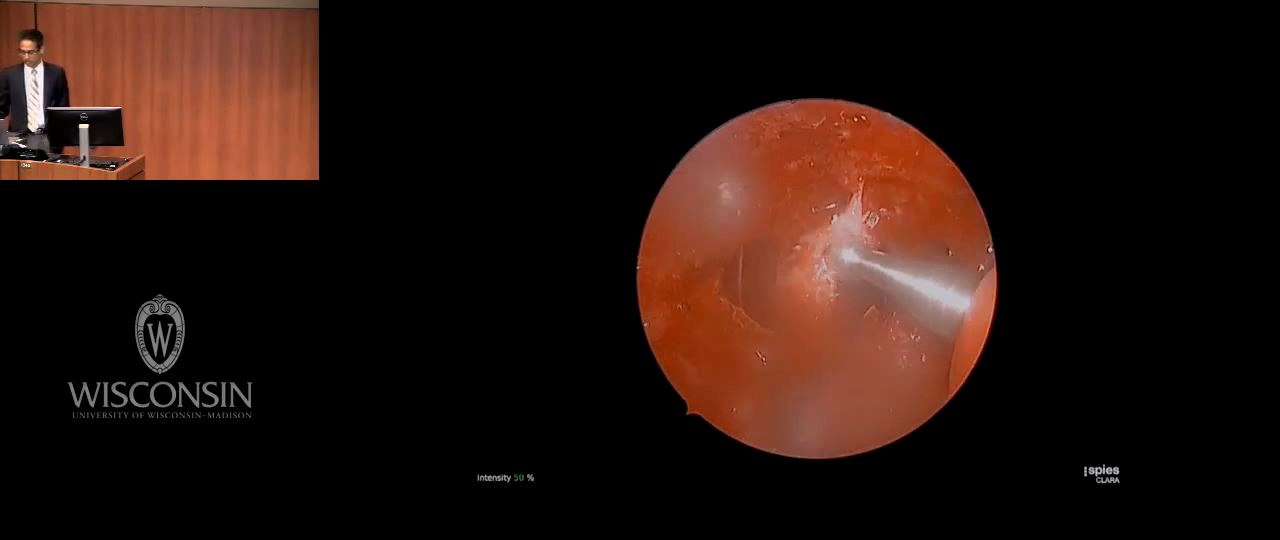 W
WISCONSIN
UNIVERSITY OF WISCONSIN–MADISON
Intensity 50 %
spies
CLARA